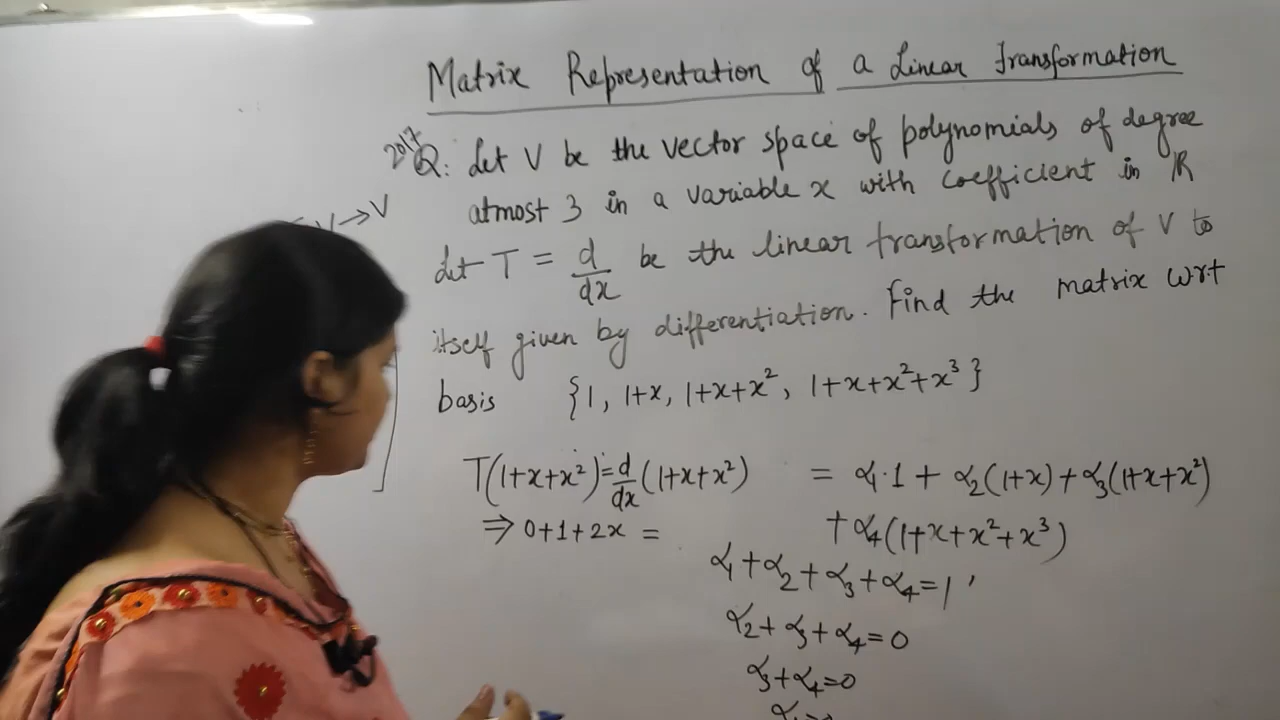 Matrix Representation of a Linear Transformation
2017
Q: Let V be the vector space of polynomials of degree
atmost 3 in a variable x with coefficient in R
V → V
Let T = d/dx be the linear transformation of V to
itself given by differentiation. Find the matrix wrt
basis {1, 1+x, 1+x+x², 1+x+x²+x³}
T(1+x+x²) = d/dx (1+x+x²) = α₁·1 + α₂(1+x) + α₃(1+x+x²)
⇒ 0+1+2x = + α₄(1+x+x²+x³)
α₁+α₂+α₃+α₄=1
α₂+α₃+α₄=0
α₃+α₄=0